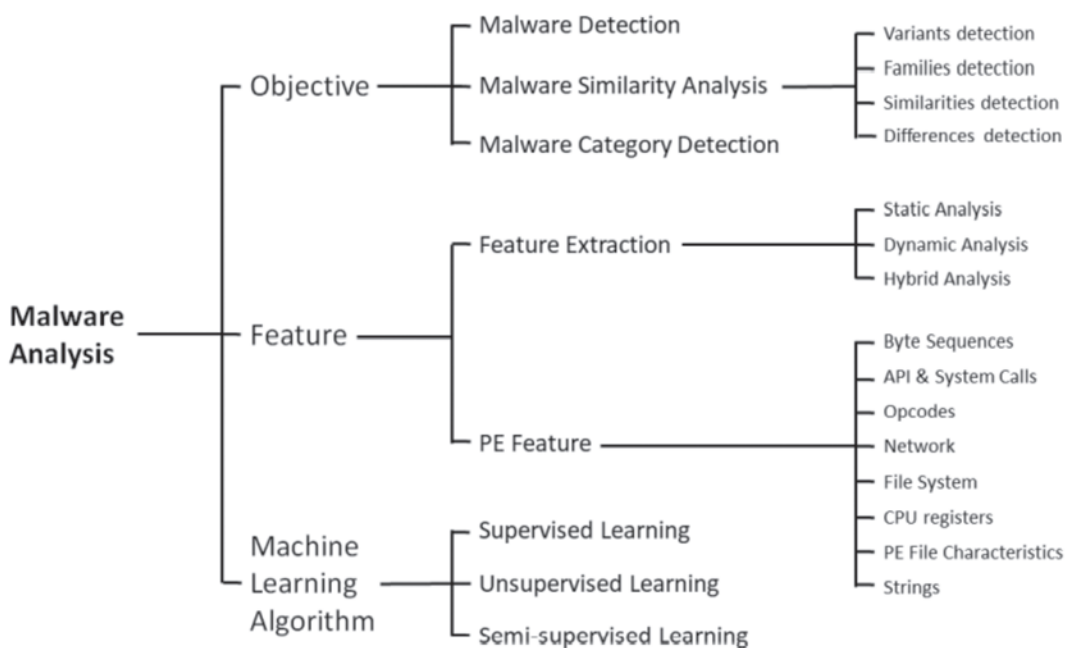 Malware Detection
Variants detection
Families detection
Objective
Malware Similarity Analysis
Similarities detection
Differences detection
Malware Category Detection
Static Analysis
Feature Extraction
Dynamic Analysis
Hybrid Analysis
Malware
Analysis
Feature
Byte Sequences
API & System Calls
Opcodes
PE Feature
Network
File System
CPU registers
PE File Characteristics
Strings
Machine
Learning
Algorithm
Supervised Learning
Unsupervised Learning
Semi-supervised Learning